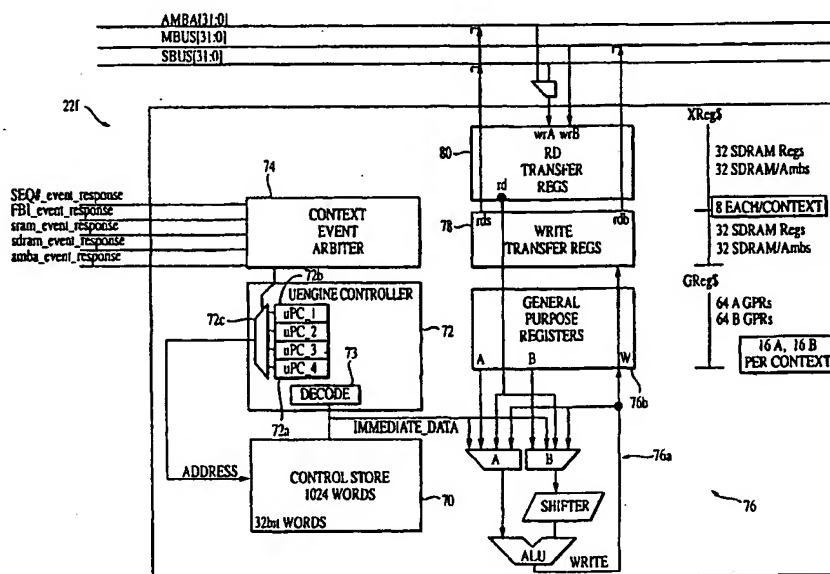 AMBA[31:0]
MBUS[31:0]
SBUS[31:0]
22f
wrA wrB
80
RD
TRANSFER
REGS
rd
XReg$
32 SDRAM Regs
32 SDRAM/Ambs
8 EACH/CONTEXT
32 SDRAM Regs
32 SDRAM/Ambs
SEQ#_event_response
FBI_event_response
sram_event_response
sdram_event_response
amba_event_response
74
CONTEXT
EVENT
ARBITER
78
rds
rdb
WRITE
TRANSFER REGS
GReg$
64 A GPRs
64 B GPRs
16 A, 16 B
PER CONTEXT
72b
UENGINE CONTROLLER
72c
uPC_1
uPC_2
uPC_3
uPC_4
72
73
DECODE
72a
GENERAL
PURPOSE
REGISTERS
A
B
W
76b
IMMEDIATE_DATA
A
B
76a
ADDRESS
CONTROL STORE
1024 WORDS
32bst WORDS
70
SHIFTER
76
ALU
WRITE